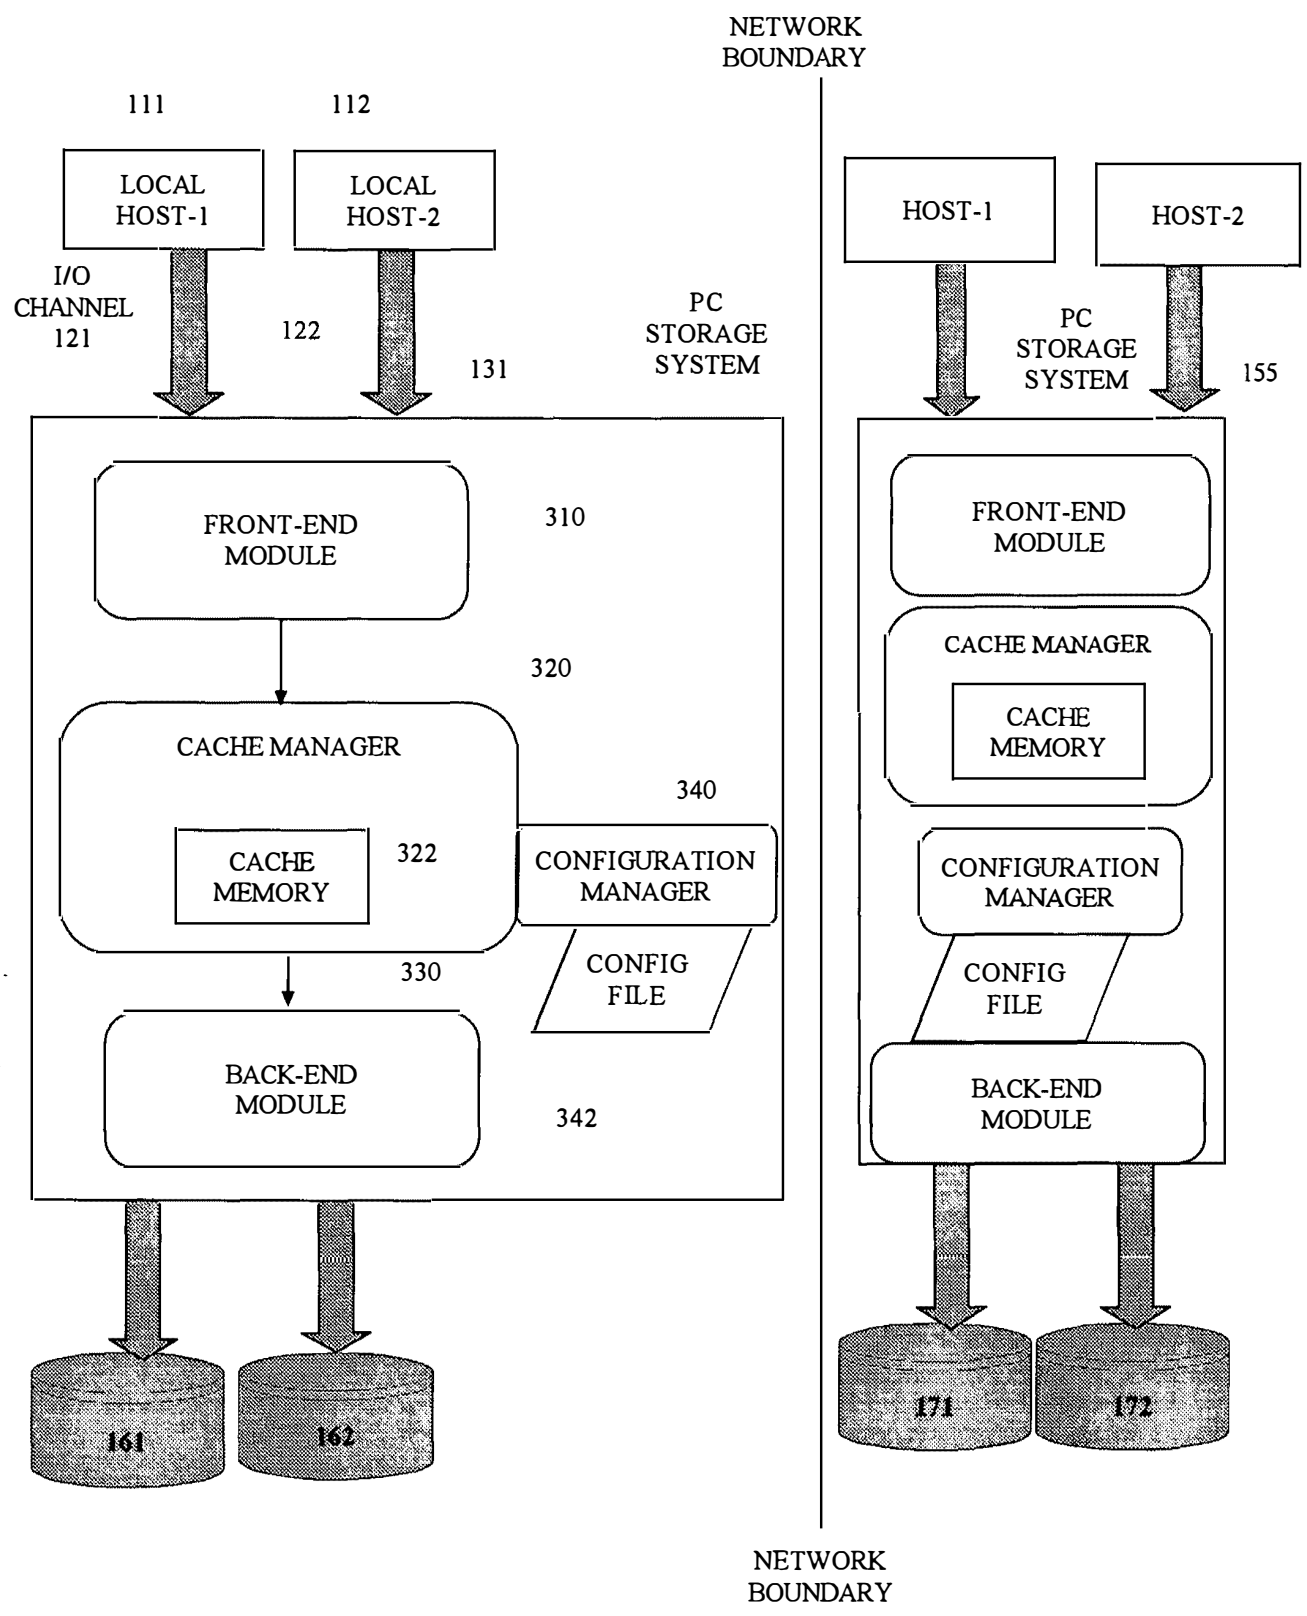 NETWORK
BOUNDARY
111
112
LOCAL
HOST-1
LOCAL
HOST-2
HOST-1
HOST-2
I/O
CHANNEL
121
122
131
PC
STORAGE
SYSTEM
PC
STORAGE
SYSTEM
155
FRONT-END
MODULE
310
320
CACHE MANAGER
CACHE
MEMORY
322
340
CONFIGURATION
MANAGER
CONFIG
FILE
330
BACK-END
MODULE
342
161
162
FRONT-END
MODULE
CACHE MANAGER
CACHE
MEMORY
CONFIGURATION
MANAGER
CONFIG
FILE
BACK-END
MODULE
171
172
NETWORK
BOUNDARY